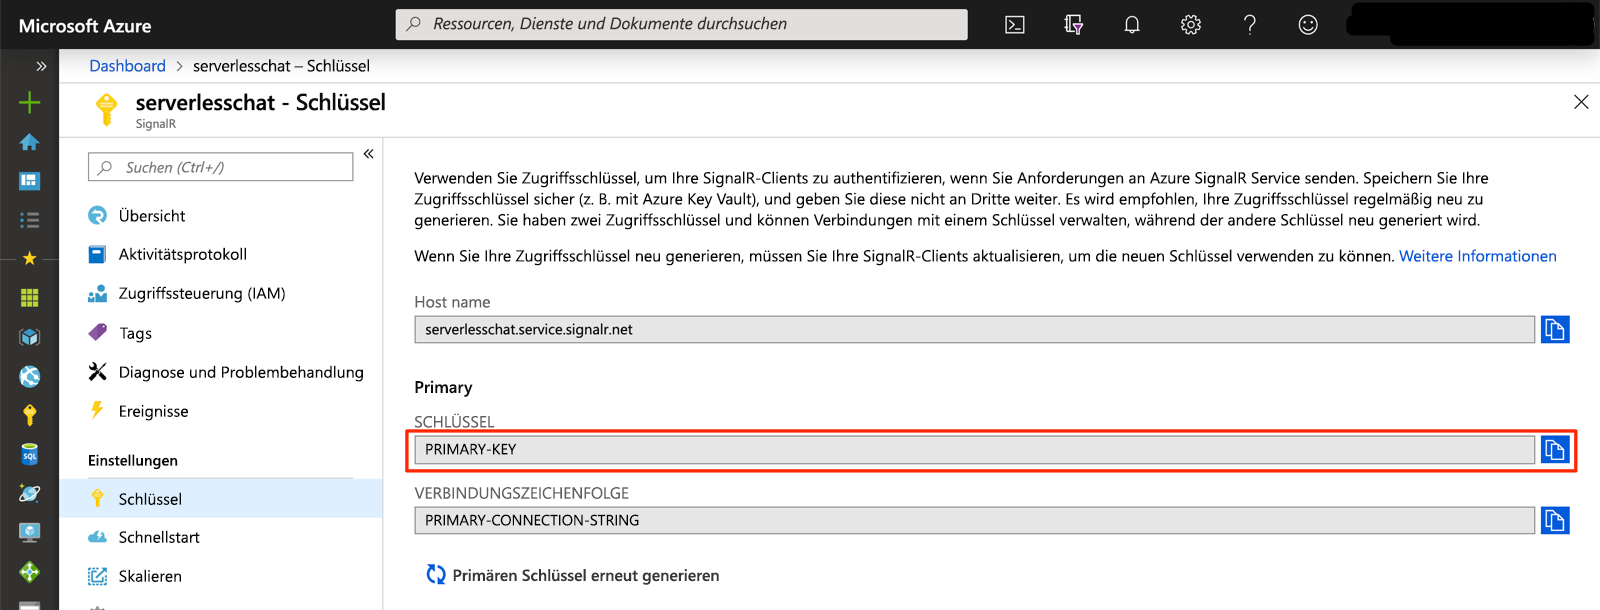 Microsoft Azure
Ressourcen, Dienste und Dokumente durchsuchen
Dashboard > serverlesschat – Schlüssel
serverlesschat - Schlüssel
SignalR
Suchen (Ctrl+/)
Übersicht
Aktivitätsprotokoll
Zugriffssteuerung (IAM)
Tags
Diagnose und Problembehandlung
Ereignisse
Einstellungen
Schlüssel
Schnellstart
Skalieren
Verwenden Sie Zugriffsschlüssel, um Ihre SignalR-Clients zu authentifizieren, wenn Sie Anforderungen an Azure SignalR Service senden. Speichern Sie Ihre
Zugriffsschlüssel sicher (z. B. mit Azure Key Vault), und geben Sie diese nicht an Dritte weiter. Es wird empfohlen, Ihre Zugriffsschlüssel regelmäßig neu zu
generieren. Sie haben zwei Zugriffsschlüssel und können Verbindungen mit einem Schlüssel verwalten, während der andere Schlüssel neu generiert wird.
Wenn Sie Ihre Zugriffsschlüssel neu generieren, müssen Sie Ihre SignalR-Clients aktualisieren, um die neuen Schlüssel verwenden zu können. Weitere Informationen
Host name
serverlesschat.service.signalr.net
Primary
SCHLÜSSEL
PRIMARY-KEY
VERBINDUNGSZEICHENFOLGE
PRIMARY-CONNECTION-STRING
Primären Schlüssel erneut generieren
SQL